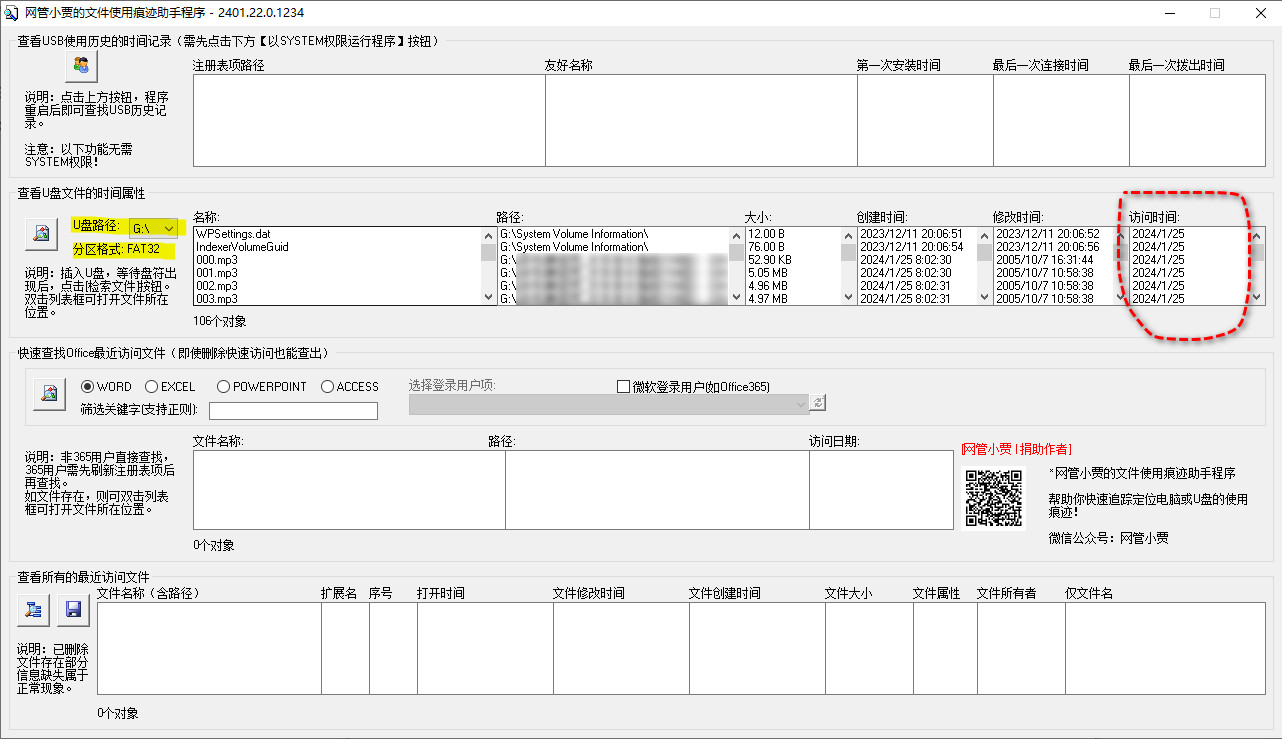 网管小贾的文件使用痕迹助手程序 - 2401.22.0.1234
查看USB使用历史的时间记录（需先点击下方【以SYSTEM权限运行程序】按钮）
说明：点击上方按钮，程序
重启后即可查找USB历史记
录。
注意：以下功能无需
SYSTEM权限！
注册表项路径
友好名称
第一次安装时间
最后一次连接时间
最后一次拔出时间
查看U盘文件的时间属性
U盘路径: G:\
分区格式: FAT32
说明：插入U盘，等待盘符出
现后，点击[检索文件]按钮。
双击列表框可打开文件所在
位置。
名称: 路径: 大小: 创建时间: 修改时间: 访问时间:
WPSettings.dat G:\System Volume Information\ 12.00 B 2023/12/11 20:06:51 2023/12/11 20:06:52 2024/1/25
IndexerVolumeGuid G:\System Volume Information\ 76.00 B 2023/12/11 20:06:54 2023/12/11 20:06:56 2024/1/25
000.mp3 G:\ 52.90 KB 2024/1/25 8:02:30 2005/10/7 16:31:44 2024/1/25
001.mp3 G:\ 5.05 MB 2024/1/25 8:02:30 2005/10/7 10:58:38 2024/1/25
002.mp3 G:\ 4.96 MB 2024/1/25 8:02:31 2005/10/7 10:58:38 2024/1/25
003.mp3 G:\ 4.97 MB 2024/1/25 8:02:31 2005/10/7 10:58:38 2024/1/25
106个对象
快速查找Office最近访问文件（即使删除快速访问也能查出）
WORD EXCEL POWERPOINT ACCESS
筛选关键字(支持正则):
选择登录用户项:
微软登录用户(如Office365)
说明：非365用户直接查找，
365用户需先刷新注册表项后
再查找。
如文件存在，则可双击列表
框可打开文件所在位置。
文件名称: 路径: 访问日期:
0个对象
[网管小贾 | 捐助作者]
*网管小贾的文件使用痕迹助手程序
帮助你快速追踪定位电脑或U盘的使用
痕迹！
微信公众号：网管小贾
查看所有的最近访问文件
说明：已删除
文件存在部分
信息缺失属于
正常现象。
文件名称（含路径） 扩展名 序号 打开时间 文件修改时间 文件创建时间 文件大小 文件属性 文件所有者 仅文件名
0个对象